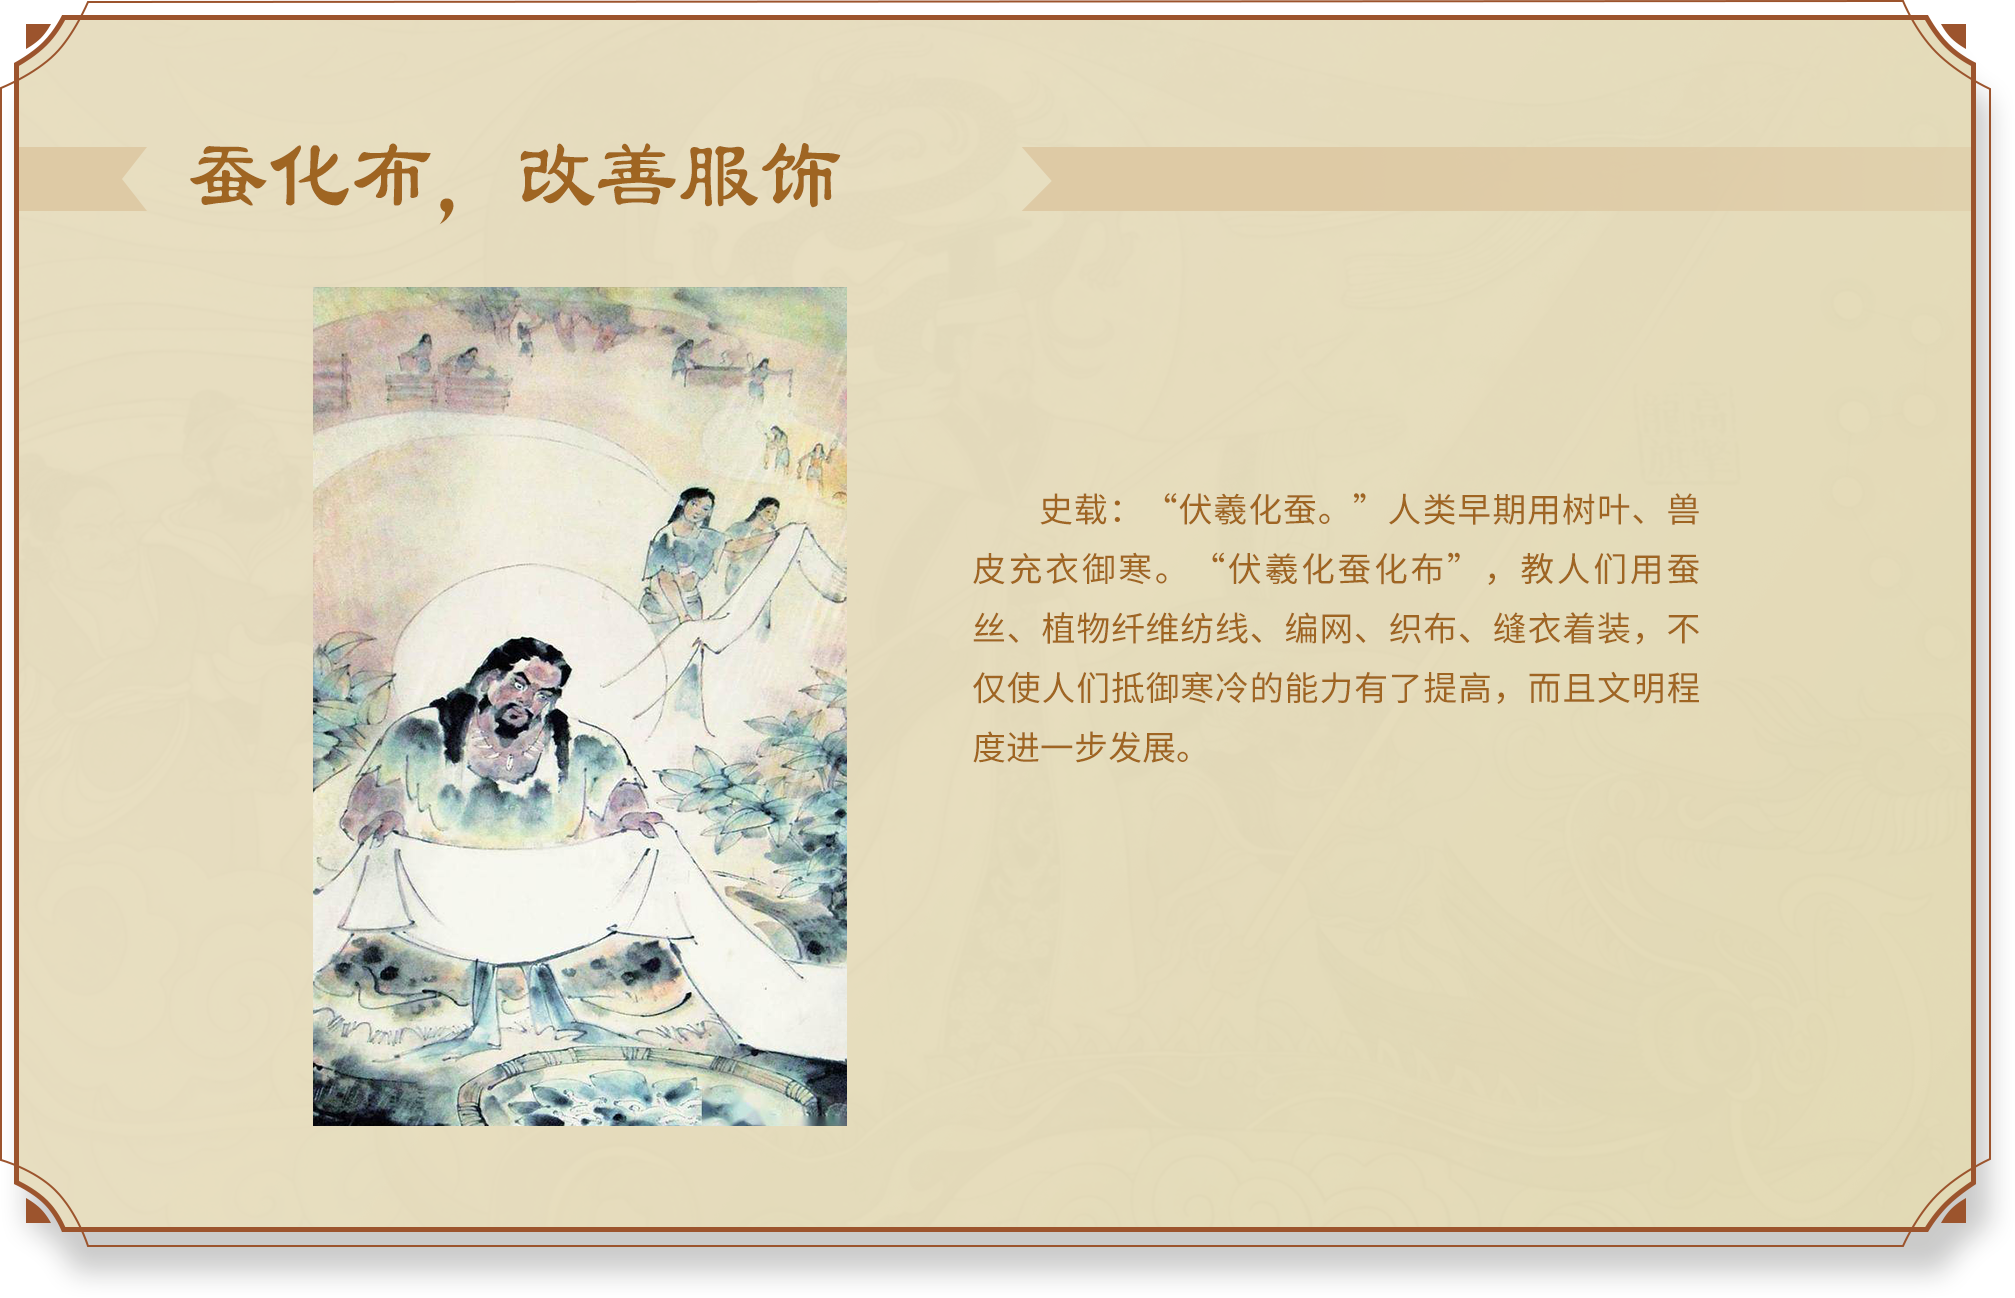 蚕化布，改善服饰
史载：“伏羲化蚕。”人类早期用树叶、兽
皮充衣御寒。“伏羲化蚕化布”，教人们用蚕
丝、植物纤维纺线、编网、织布、缝衣着装，不
仅使人们抵御寒冷的能力有了提高，而且文明程
度进一步发展。